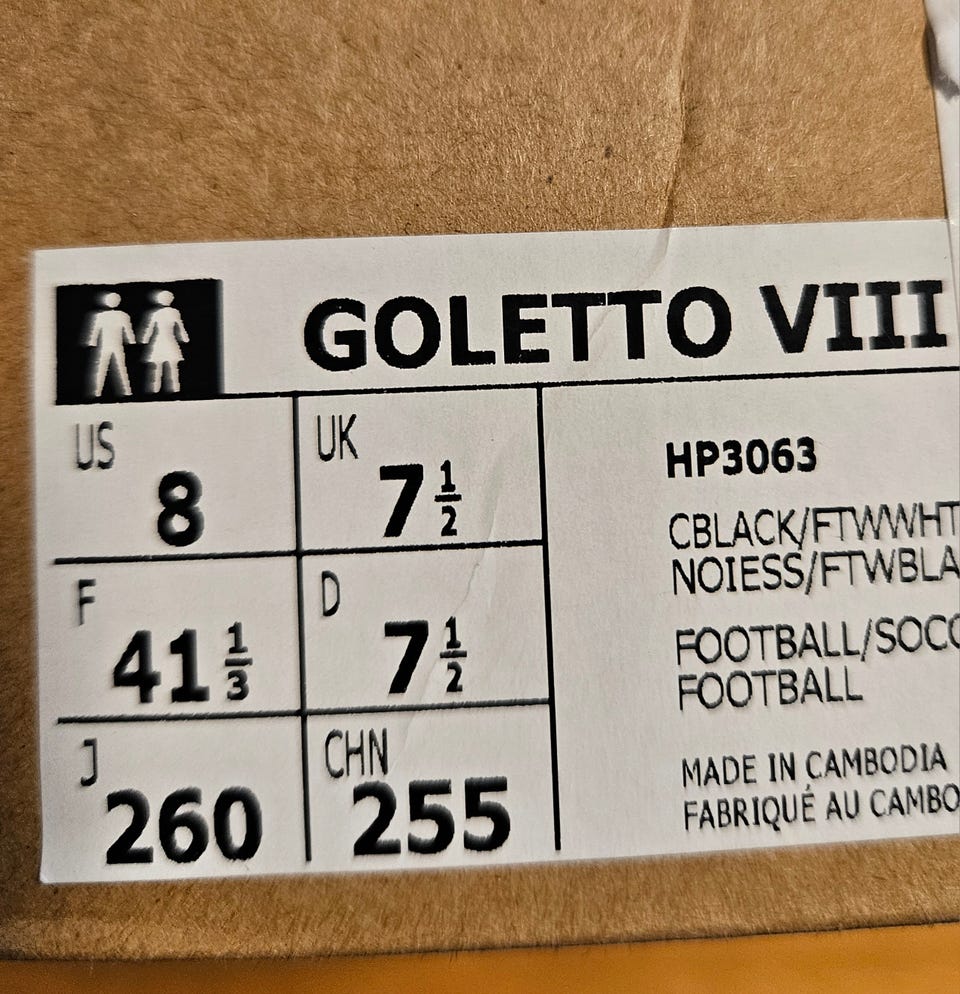 GOLETTO VIII
US
8
UK
7 1/2
F
41 1/3
D
7 1/2
J
260
CHN
255
HP3063
CBLACK/FTWWHT
NOIESS/FTWBLA
FOOTBALL/SOCC
FOOTBALL
MADE IN CAMBODIA
FABRIQUÉ AU CAMBO